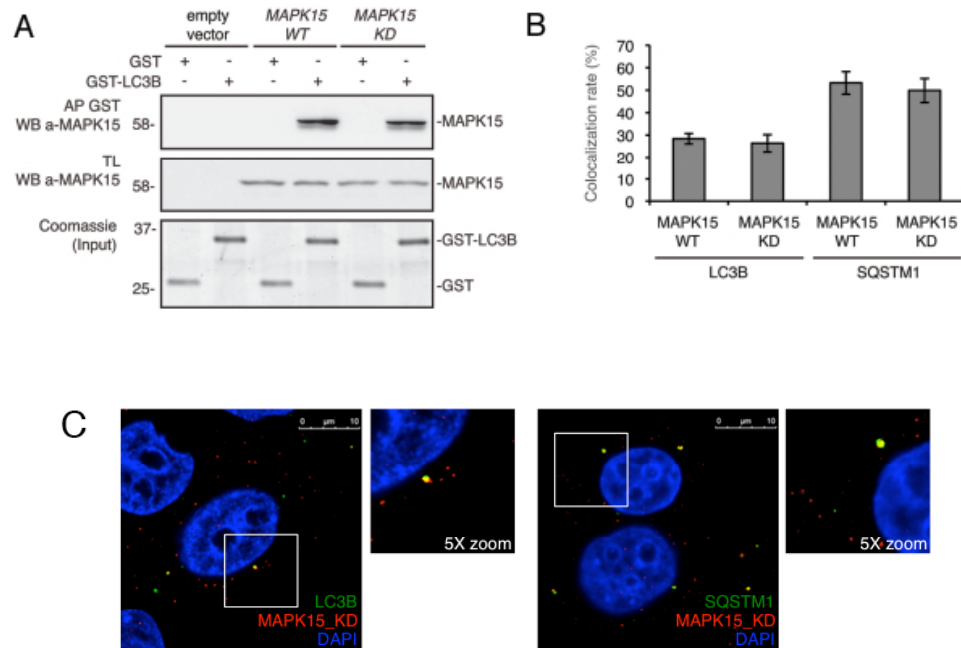 A
empty vector
MAPK15 WT
MAPK15 KD
GST + - + - + -
GST-LC3B - + - + - +
AP GST
WB a-MAPK15
58-
-MAPK15
TL
WB a-MAPK15
58-
-MAPK15
Coomassie
(Input)
37-
25-
-GST-LC3B
-GST
B
Colocalization rate (%)
70
60
50
40
30
20
10
0
MAPK15 WT
MAPK15 KD
MAPK15 WT
MAPK15 KD
LC3B
SQSTM1
C
0 µm 10
LC3B
MAPK15_KD
DAPI
5X zoom
0 µm 10
SQSTM1
MAPK15_KD
DAPI
5X zoom